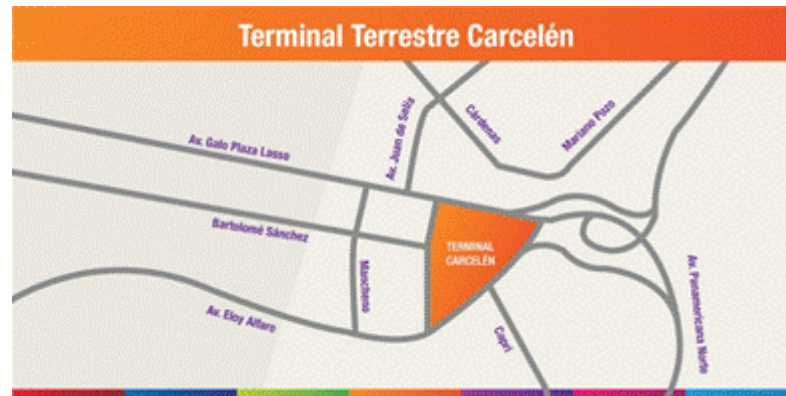 Terminal Terrestre Carcelén
Av. Galo Plaza Lasso
Av. Juan de Solís
Cárdenas
Mariano Pozo
Bartolomé Sánchez
TERMINAL
CARCELÉN
Mancheno
Av. Eloy Alfaro
Capri
Av. Panamericana Norte